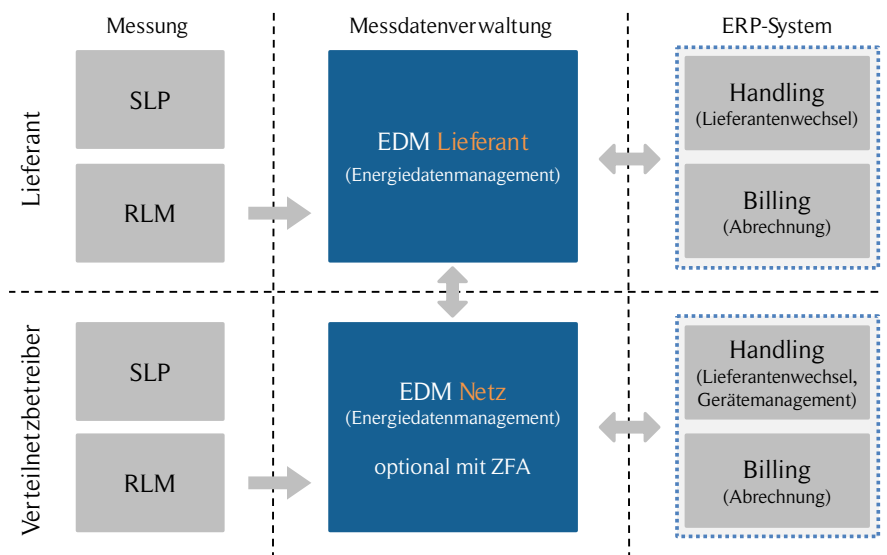 Messung
Messdatenverwaltung
ERP-System
Lieferant
SLP
RLM
EDM Lieferant
(Energiedatenmanagement)
Handling
(Lieferantenwechsel)
Billing
(Abrechnung)
Verteilnetzbetreiber
SLP
RLM
EDM Netz
(Energiedatenmanagement)
optional mit ZFA
Handling
(Lieferantenwechsel,
Gerätemanagement)
Billing
(Abrechnung)